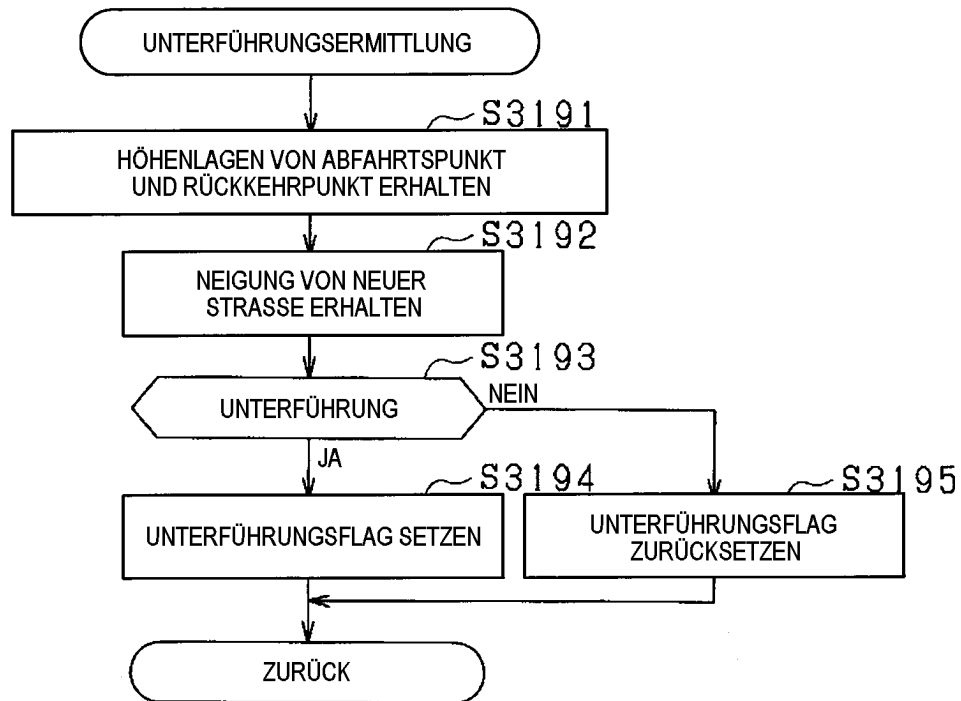 UNTERFÜHRUNGSERMITTLUNG
S3191
HÖHENLAGEN VON ABFAHRTSPUNKT
UND RÜCKKEHRPUNKT ERHALTEN
S3192
NEIGUNG VON NEUER
STRASSE ERHALTEN
S3193
UNTERFÜHRUNG
NEIN
JA
S3194
UNTERFÜHRUNGSFLAG SETZEN
S3195
UNTERFÜHRUNGSFLAG
ZURÜCKSETZEN
ZURÜCK